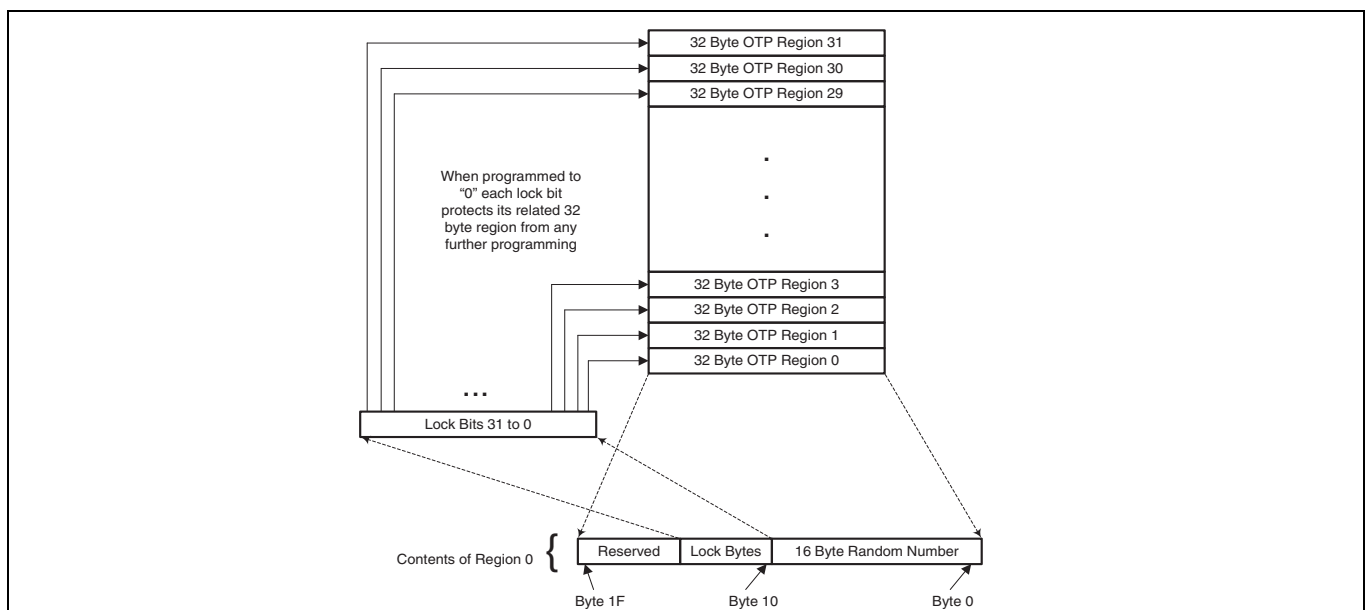 32 Byte OTP Region 31
32 Byte OTP Region 30
32 Byte OTP Region 29
.
.
.
When programmed to
“0” each lock bit
protects its related 32
byte region from any
further programming
32 Byte OTP Region 3
32 Byte OTP Region 2
32 Byte OTP Region 1
32 Byte OTP Region 0
...
Lock Bits 31 to 0
Contents of Region 0 {
Reserved
Lock Bytes
16 Byte Random Number
Byte 1F
Byte 10
Byte 0